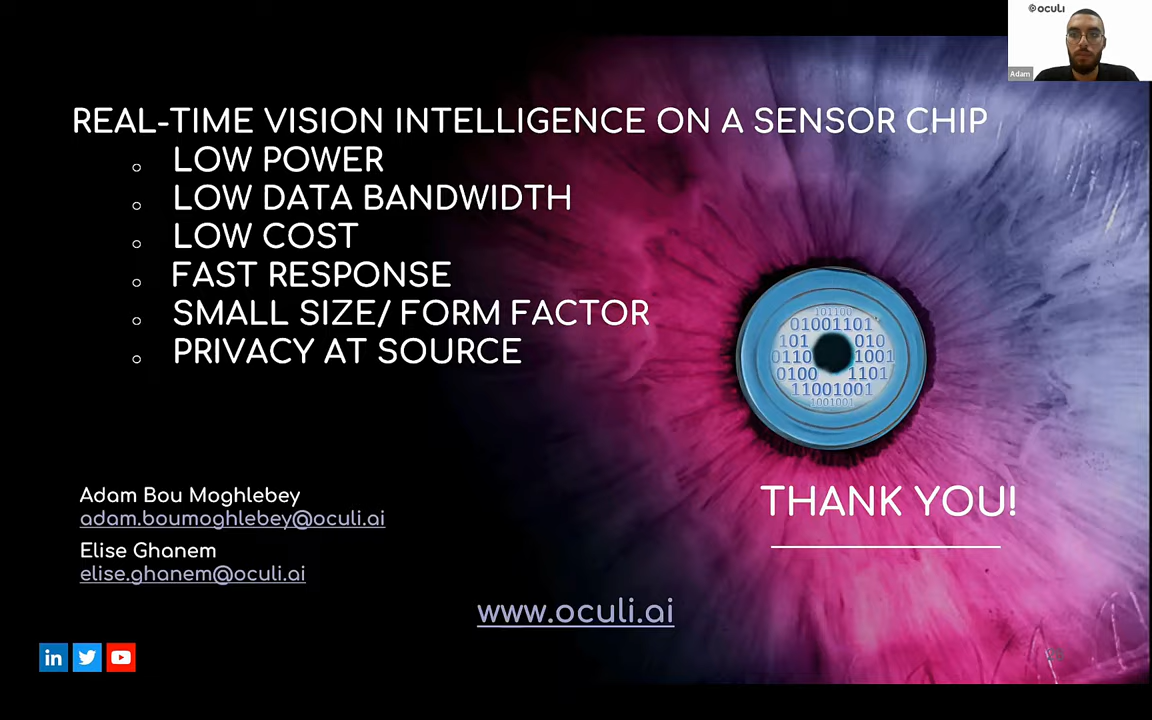 oculi
Adam
REAL-TIME VISION INTELLIGENCE ON A SENSOR CHIP
LOW POWER
LOW DATA BANDWIDTH
LOW COST
FAST RESPONSE
SMALL SIZE/ FORM FACTOR
PRIVACY AT SOURCE
101100
01001101
101 010
0110 1001
0100 1101
11001001
1001001
Adam Bou Moghlebey
adam.boumoghlebey@oculi.ai
Elise Ghanem
elise.ghanem@oculi.ai
THANK YOU!
www.oculi.ai
in